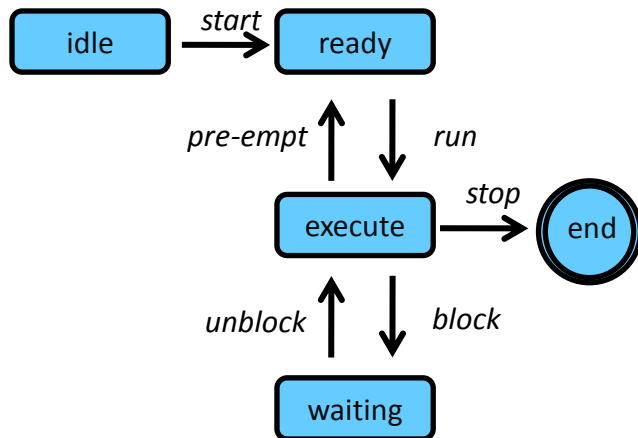 start
idle
ready
pre-empt
run
stop
execute
end
unblock
block
waiting